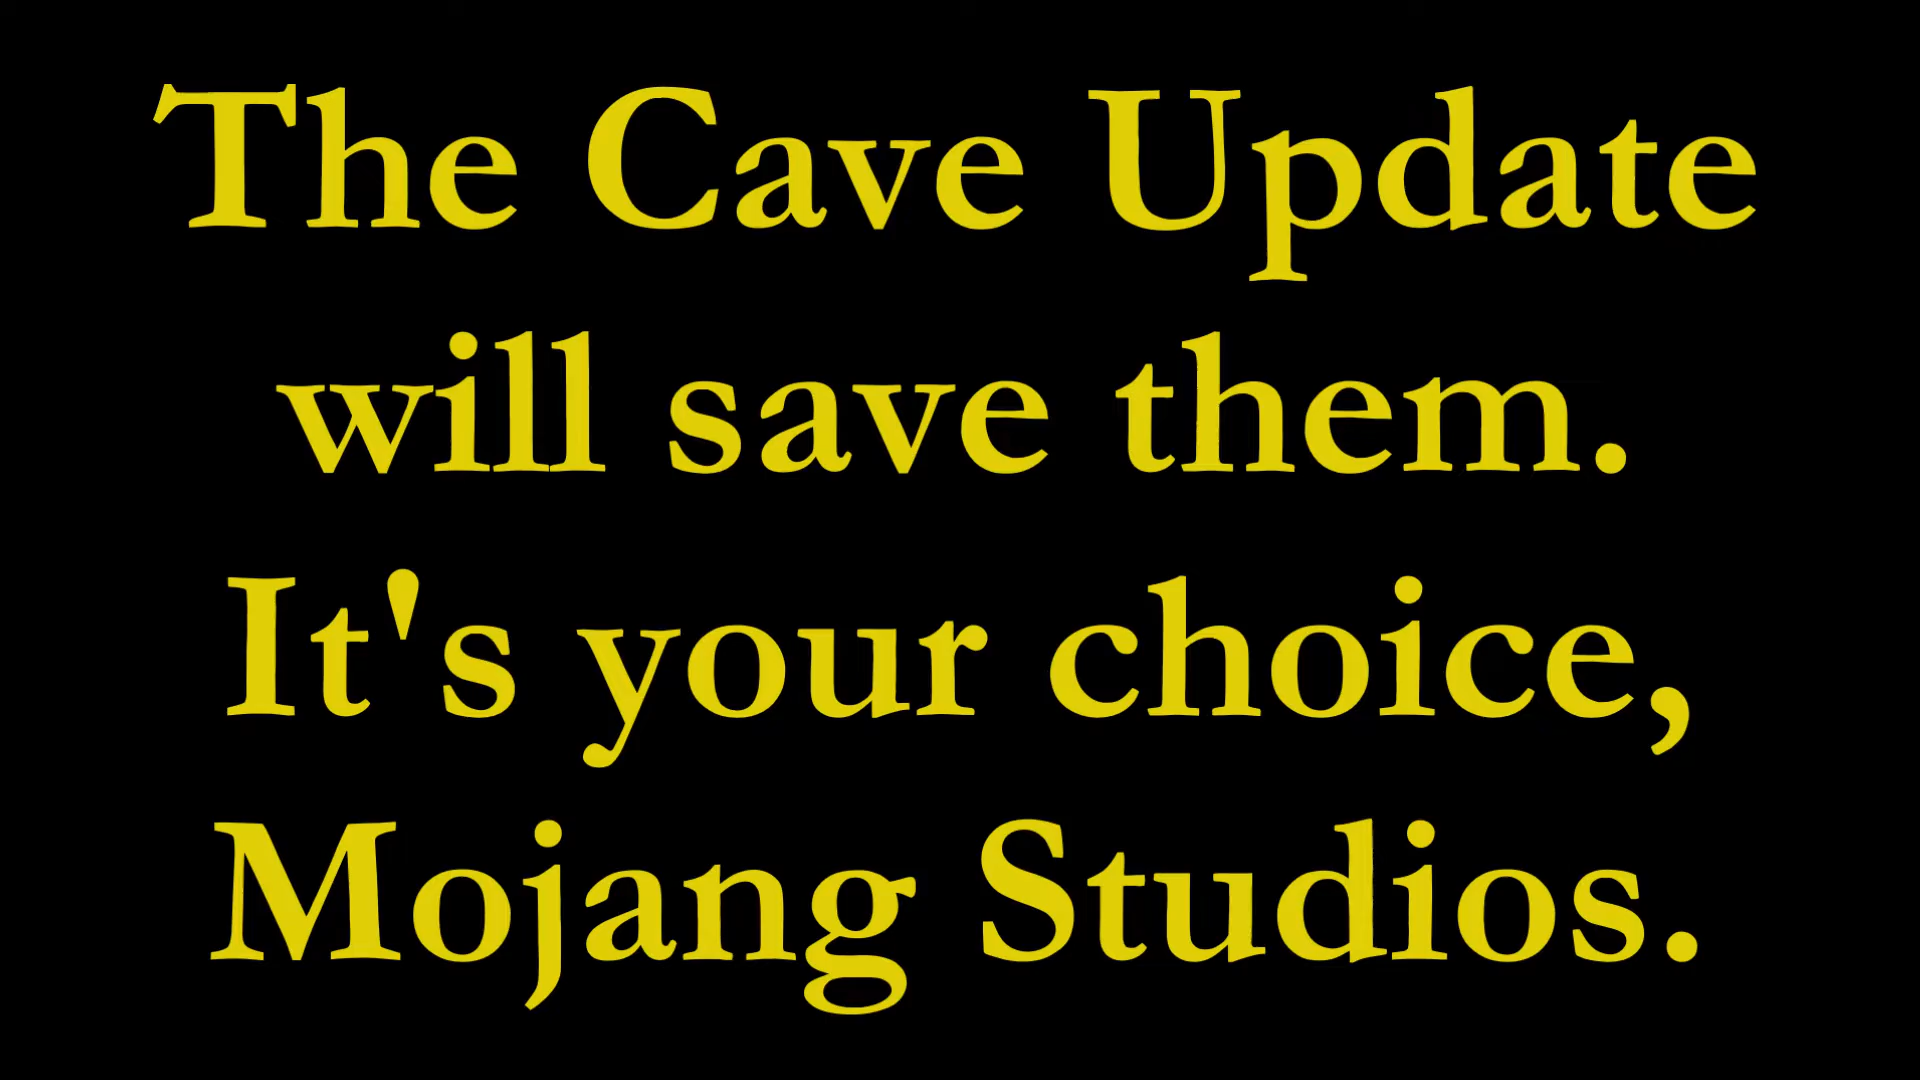 The Cave Update
will save them.
It's your choice,
Mojang Studios.